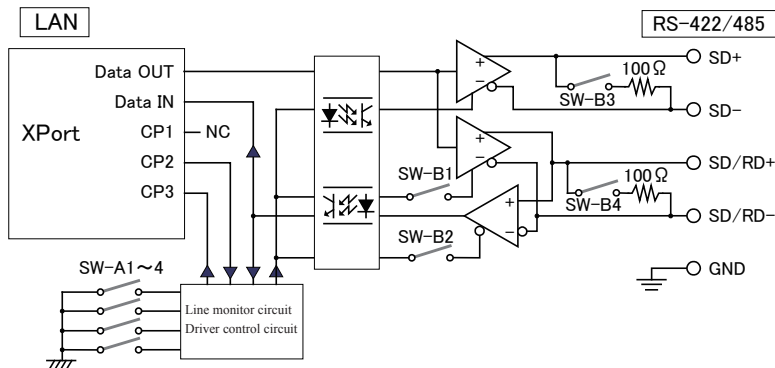 LAN
RS-422/485
Data OUT
Data IN
XPort
CP1
NC
CP2
CP3
SW-A1~4
Line monitor circuit
Driver control circuit
SW-B1
SW-B2
+
−
+
−
+
−
SW-B3
100Ω
SW-B4
100Ω
SD+
SD-
SD/RD+
SD/RD-
GND